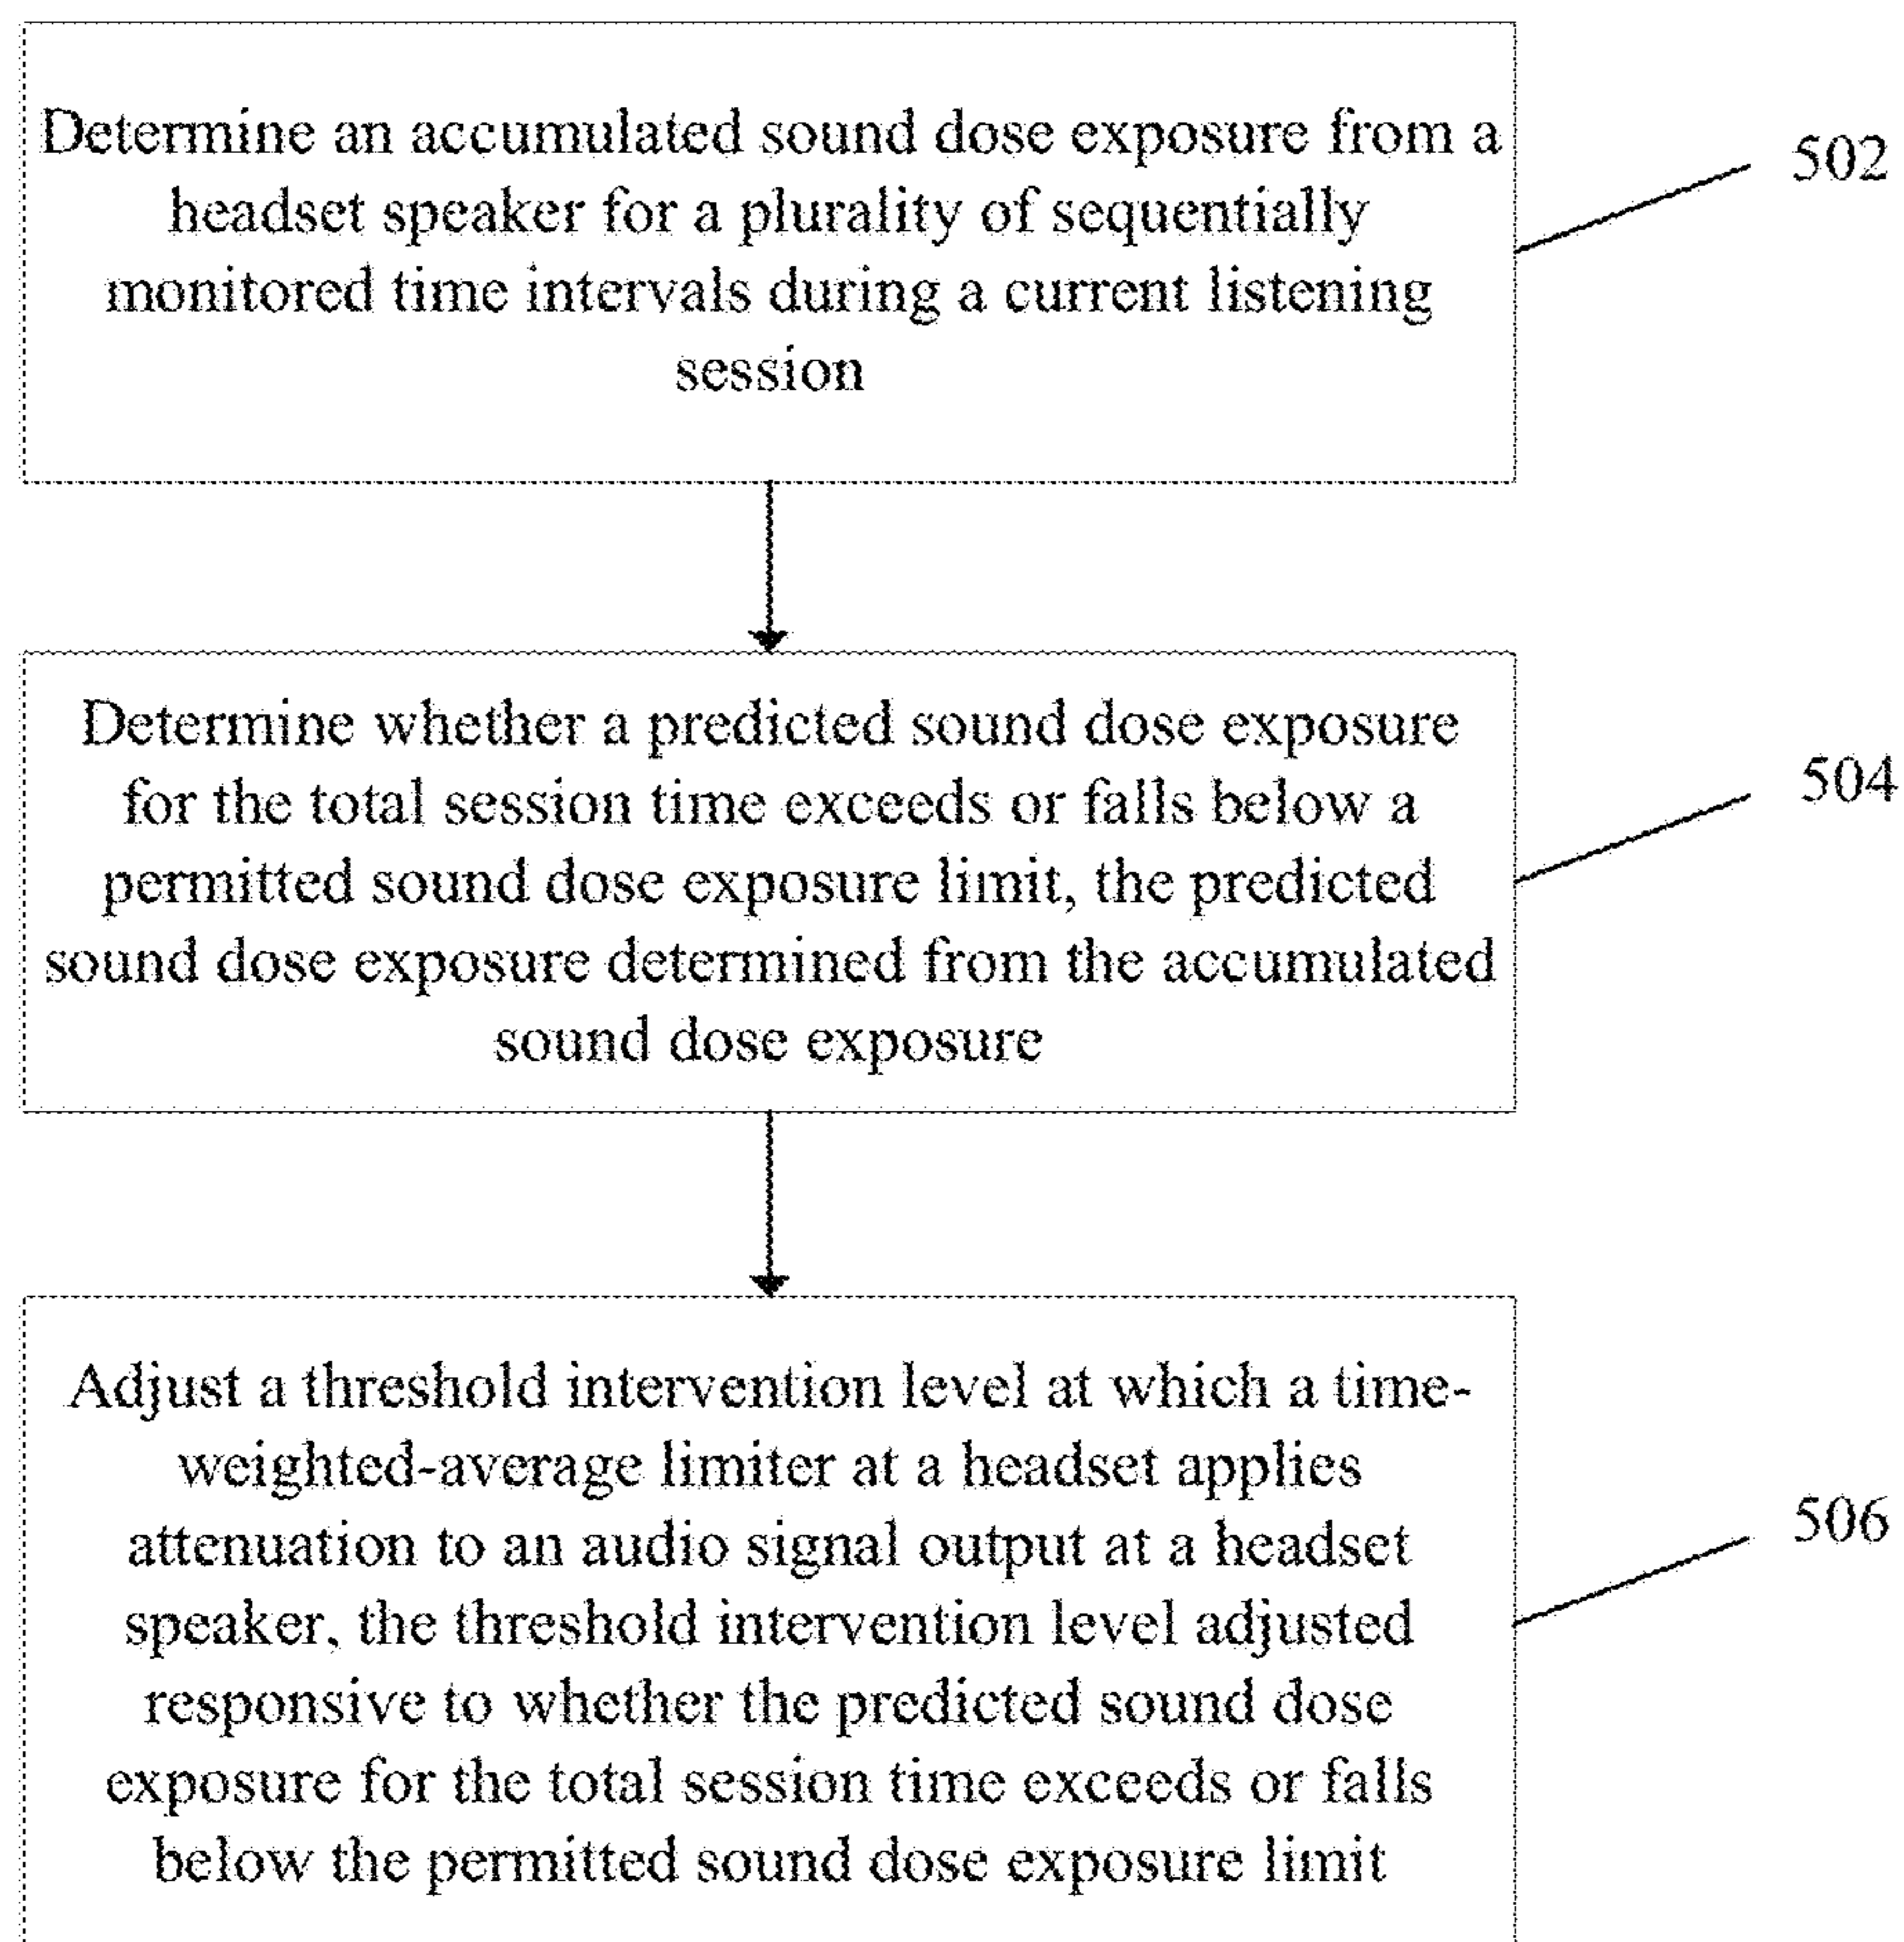 Determine an accumulated sound dose exposure from a
headset speaker for a plurality of sequentially
monitored time intervals during a current listening
session
502
Determine whether a predicted sound dose exposure
for the total session time exceeds or falls below a
permitted sound dose exposure limit, the predicted
sound dose exposure determined from the accumulated
sound dose exposure
504
Adjust a threshold intervention level at which a time-
weighted-average limiter at a headset applies
attenuation to an audio signal output at a headset
speaker, the threshold intervention level adjusted
responsive to whether the predicted sound dose
exposure for the total session time exceeds or falls
below the permitted sound dose exposure limit
506